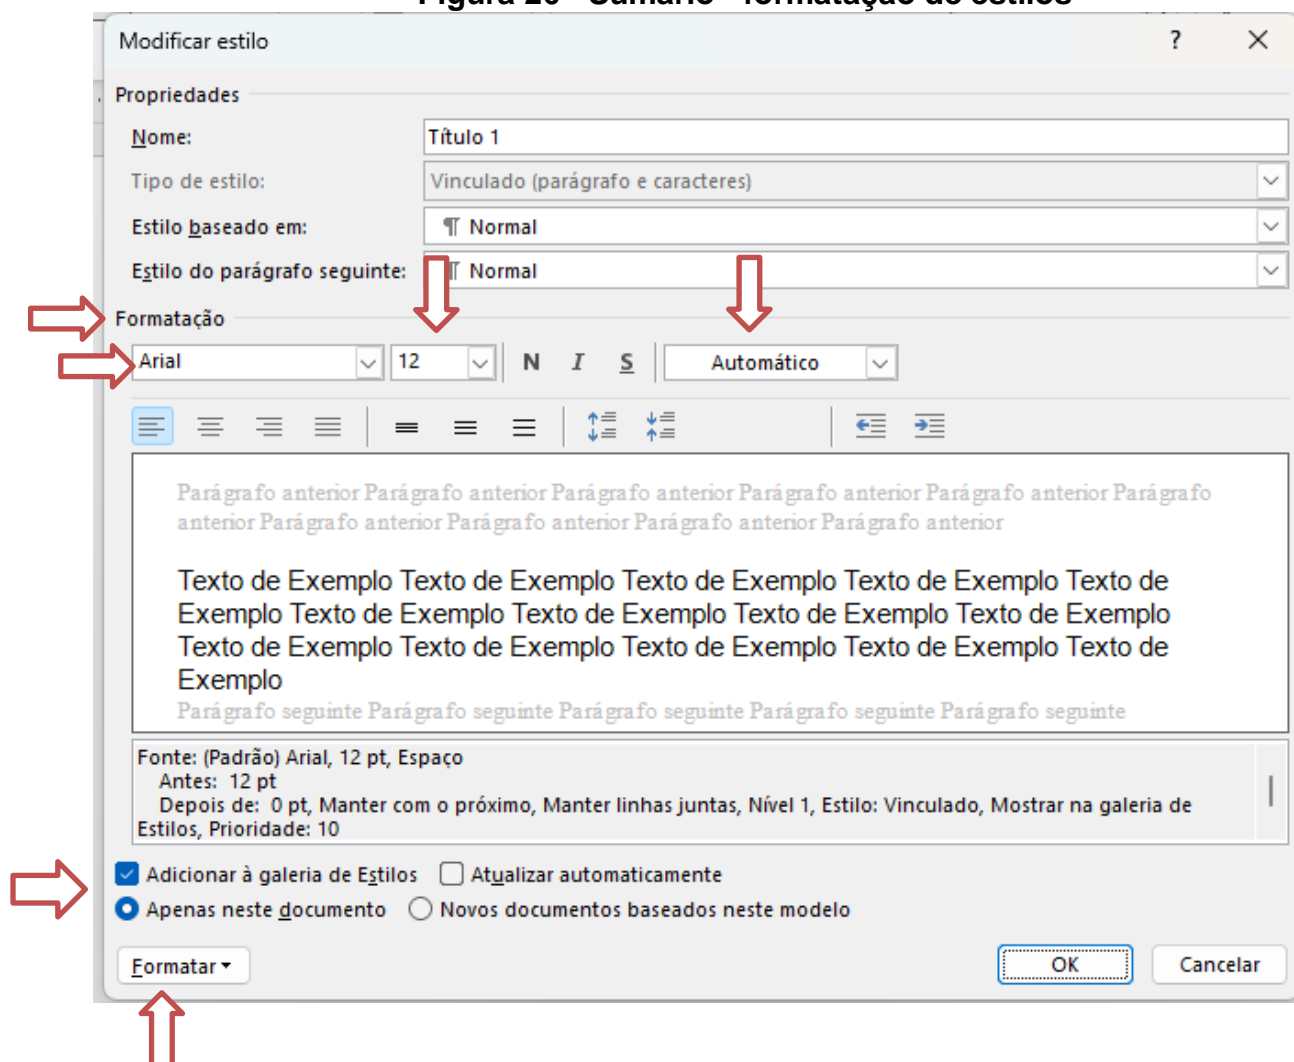 Figura 20 - Sumário - formatação de estilos
Modificar estilo ?
Propriedades
Nome: Título 1
Tipo de estilo: Vinculado (parágrafo e caracteres)
Estilo baseado em: ¶ Normal
Estilo do parágrafo seguinte: ¶ Normal
Formatação
Arial 12 N I S Automático
Parágrafo anterior Parágrafo anterior Parágrafo anterior Parágrafo anterior Parágrafo anterior Parágrafo
anterior Parágrafo anterior Parágrafo anterior Parágrafo anterior Parágrafo anterior
Texto de Exemplo Texto de Exemplo Texto de Exemplo Texto de Exemplo Texto de
Exemplo Texto de Exemplo Texto de Exemplo Texto de Exemplo Texto de Exemplo
Texto de Exemplo Texto de Exemplo Texto de Exemplo Texto de Exemplo Texto de
Exemplo
Parágrafo seguinte Parágrafo seguinte Parágrafo seguinte Parágrafo seguinte Parágrafo seguinte
Fonte: (Padrão) Arial, 12 pt, Espaço
Antes: 12 pt
Depois de: 0 pt, Manter com o próximo, Manter linhas juntas, Nível 1, Estilo: Vinculado, Mostrar na galeria de
Estilos, Prioridade: 10
Adicionar à galeria de Estilos Atualizar automaticamente
Apenas neste documento Novos documentos baseados neste modelo
Formatar OK Cancelar